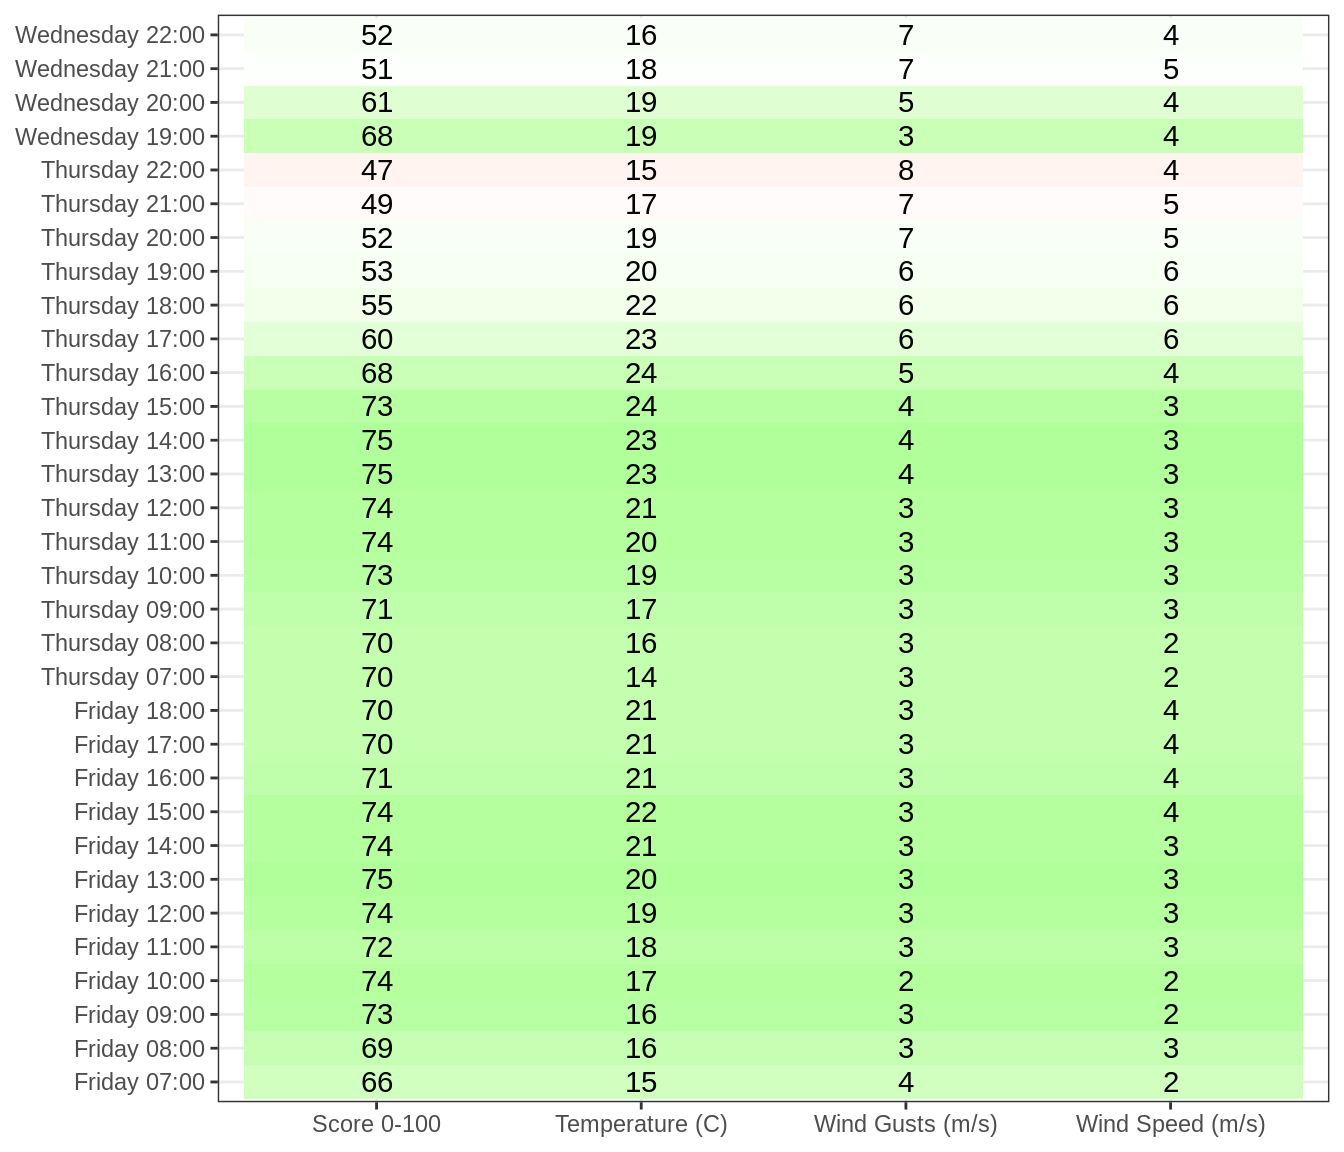 Wednesday 22:00 52 16 7 4
Wednesday 21:00 51 18 7 5
Wednesday 20:00 61 19 5 4
Wednesday 19:00 68 19 3 4
Thursday 22:00 47 15 8 4
Thursday 21:00 49 17 7 5
Thursday 20:00 52 19 7 5
Thursday 19:00 53 20 6 6
Thursday 18:00 55 22 6 6
Thursday 17:00 60 23 6 6
Thursday 16:00 68 24 5 4
Thursday 15:00 73 24 4 3
Thursday 14:00 75 23 4 3
Thursday 13:00 75 23 4 3
Thursday 12:00 74 21 3 3
Thursday 11:00 74 20 3 3
Thursday 10:00 73 19 3 3
Thursday 09:00 71 17 3 3
Thursday 08:00 70 16 3 2
Thursday 07:00 70 14 3 2
Friday 18:00 70 21 3 4
Friday 17:00 70 21 3 4
Friday 16:00 71 21 3 4
Friday 15:00 74 22 3 4
Friday 14:00 74 21 3 3
Friday 13:00 75 20 3 3
Friday 12:00 74 19 3 3
Friday 11:00 72 18 3 3
Friday 10:00 74 17 2 2
Friday 09:00 73 16 3 2
Friday 08:00 69 16 3 3
Friday 07:00 66 15 4 2
Score 0-100 Temperature (C) Wind Gusts (m/s) Wind Speed (m/s)